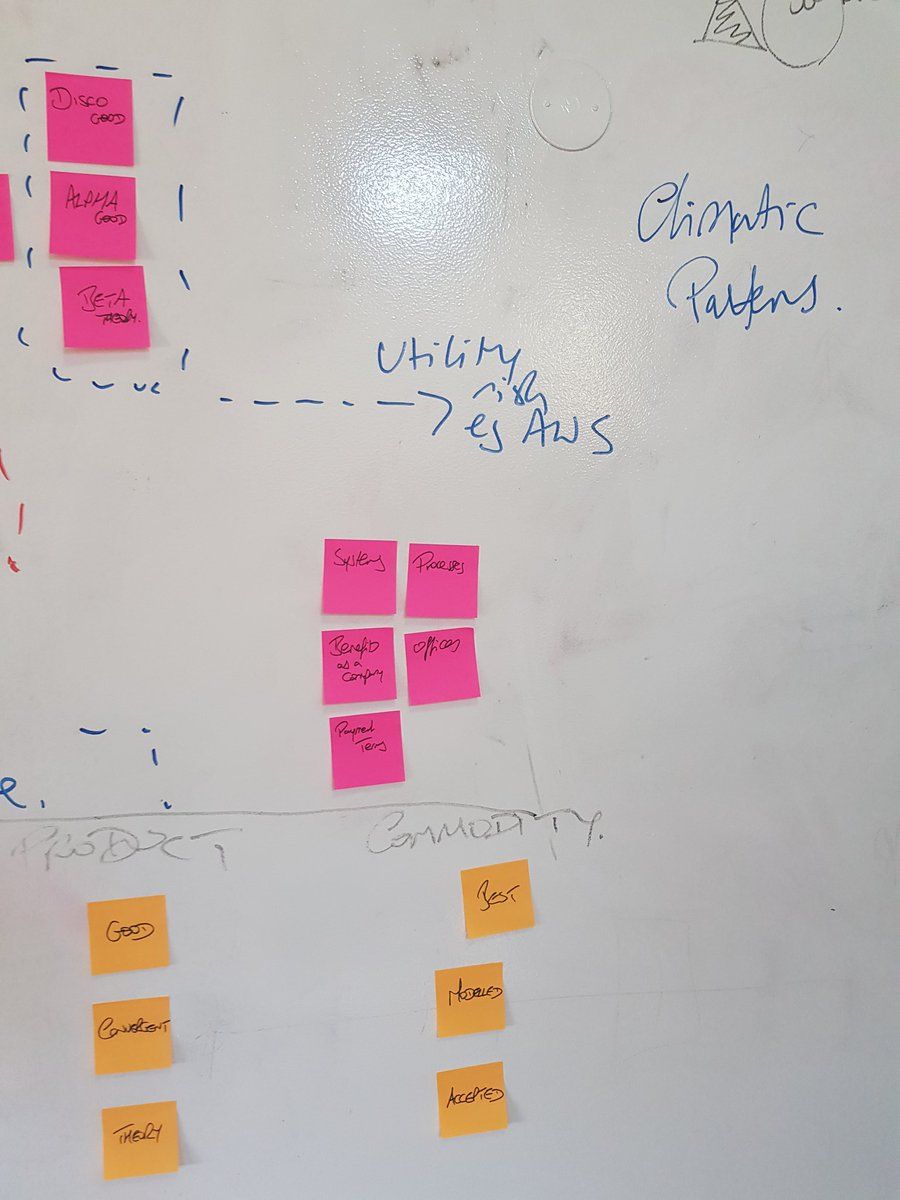 DISCO
GOOD
ALPHA
GOOD
BETA
THEORY.
Climatic
Patterns.
Utility
risk
eg AWS
Systems
Processes
Benefits
as a
company
offices
Payment
Terms
e.
PRODUCT
COMMODITY.
GOOD
BEST
CONVERGENT
MODELLED
THEORY
ACCEPTED